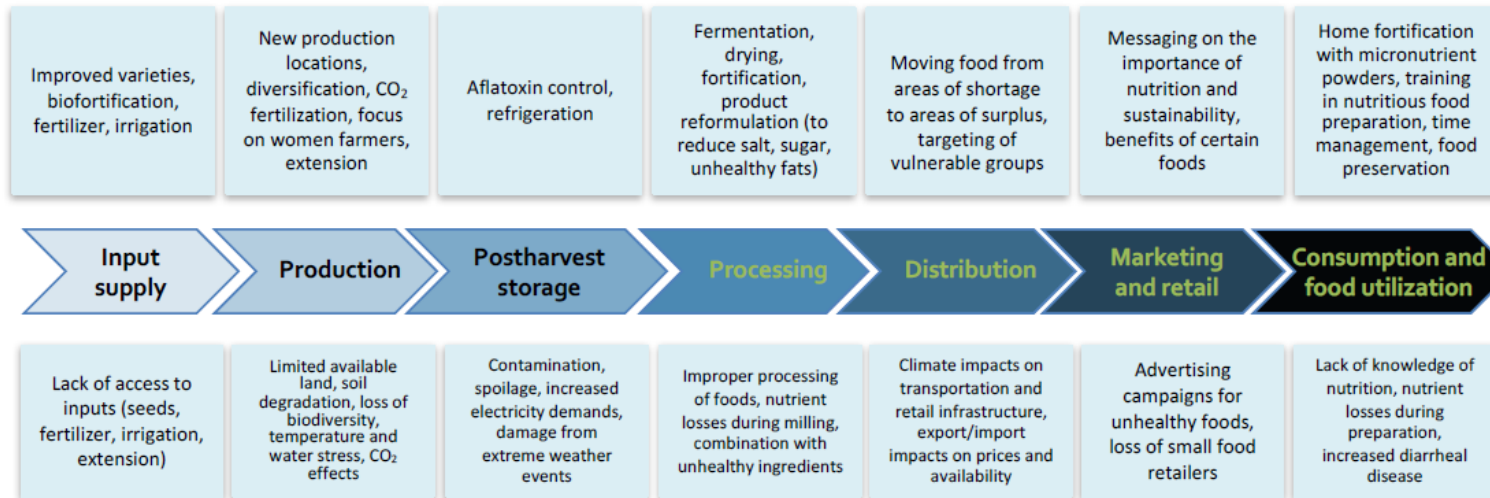 Improved varieties,
biofortification,
fertilizer, irrigation
New production
locations,
diversification, CO₂
fertilization, focus
on women farmers,
extension
Aflatoxin control,
refrigeration
Fermentation,
drying,
fortification,
product
reformulation (to
reduce salt, sugar,
unhealthy fats)
Moving food from
areas of shortage
to areas of surplus,
targeting of
vulnerable groups
Messaging on the
importance of
nutrition and
sustainability,
benefits of certain
foods
Home fortification
with micronutrient
powders, training
in nutritious food
preparation, time
management, food
preservation
Input
supply
Production
Postharvest
storage
Processing
Distribution
Marketing
and retail
Consumption and
food utilization
Lack of access to
inputs (seeds,
fertilizer, irrigation,
extension)
Limited available
land, soil
degradation, loss of
biodiversity,
temperature and
water stress, CO₂
effects
Contamination,
spoilage, increased
electricity demands,
damage from
extreme weather
events
Improper processing
of foods, nutrient
losses during milling,
combination with
unhealthy ingredients
Climate impacts on
transportation and
retail infrastructure,
export/import
impacts on prices and
availability
Advertising
campaigns for
unhealthy foods,
loss of small food
retailers
Lack of knowledge of
nutrition, nutrient
losses during
preparation,
increased diarrheal
disease